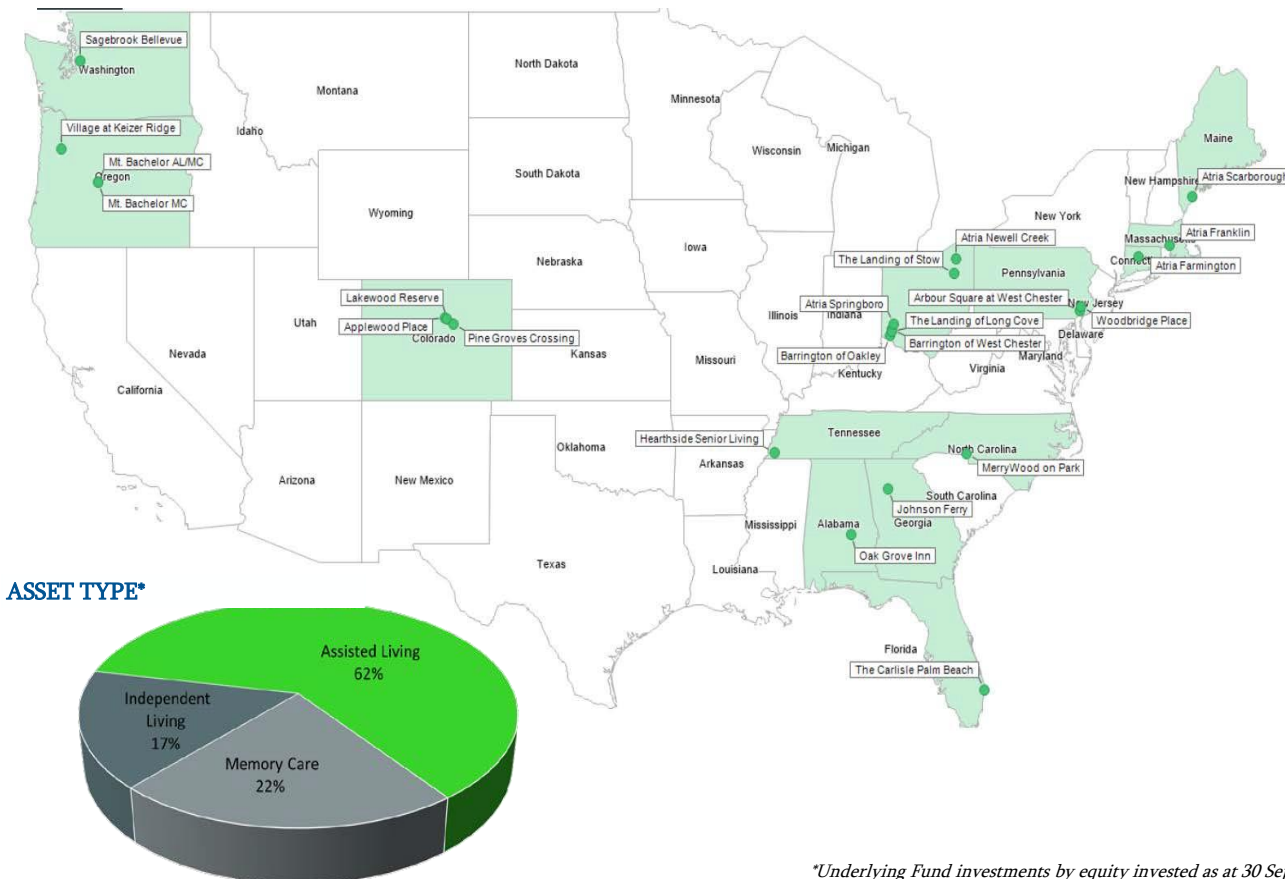 Sagebrook Bellevue
Washington
Village at Keizer Ridge
Mt. Bachelor AL/MC
Oregon
Mt. Bachelor MC
Idaho
Montana
North Dakota
Minnesota
Wisconsin
Michigan
South Dakota
Wyoming
Nebraska
Iowa
New York
Maine
New Hampshire
Atria Scarborough
Atria Franklin
Atria Farmington
Atria Newell Creek
The Landing of Stow
Pennsylvania
Arbour Square at West Chester
New Jersey
Woodbridge Place
Delaware
Maryland
Virginia
Atria Springboro
Illinois
Indiana
The Landing of Long Cove
Barrington of West Chester
Barrington of Oakley
Kentucky
Lakewood Reserve
Applewood Place
Colorado
Pine Groves Crossing
Utah
Nevada
California
Kansas
Missouri
Hearthside Senior Living
Tennessee
North Carolina
MerryWood on Park
South Carolina
Johnson Ferry
Georgia
Oklahoma
Arkansas
Arizona
New Mexico
Mississippi
Alabama
Oak Grove Inn
Texas
Louisiana
Florida
The Carlisle Palm Beach
ASSET TYPE*
Assisted Living
62%
Independent
Living
17%
Memory Care
22%
*Underlying Fund investments by equity invested as at 30 Sep